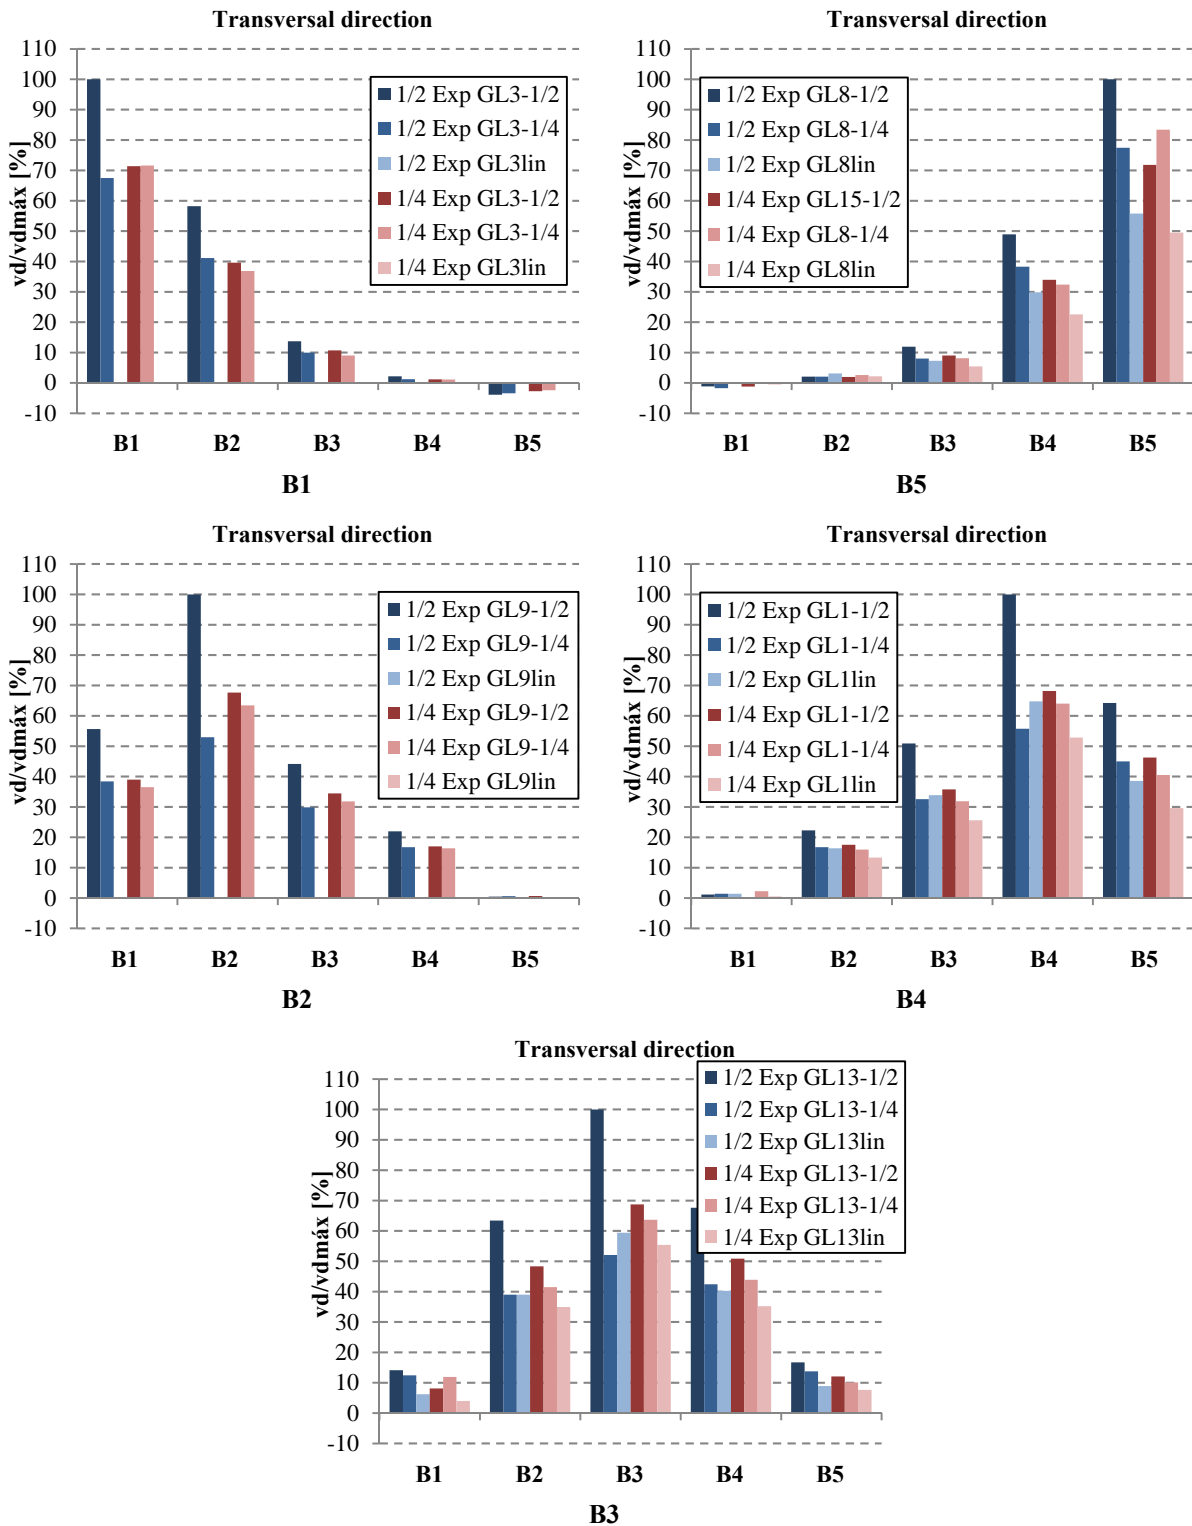 Transversal direction
110
100
90
80
70
60
50
40
30
20
10
0
-10
vd/vdmáx [%]
1/2 Exp GL3-1/2
1/2 Exp GL3-1/4
1/2 Exp GL3lin
1/4 Exp GL3-1/2
1/4 Exp GL3-1/4
1/4 Exp GL3lin
B1 B2 B3 B4 B5
B1
Transversal direction
110
100
90
80
70
60
50
40
30
20
10
0
-10
vd/vdmáx [%]
1/2 Exp GL8-1/2
1/2 Exp GL8-1/4
1/2 Exp GL8lin
1/4 Exp GL15-1/2
1/4 Exp GL8-1/4
1/4 Exp GL8lin
B1 B2 B3 B4 B5
B5
Transversal direction
110
100
90
80
70
60
50
40
30
20
10
0
-10
vd/vdmáx [%]
1/2 Exp GL9-1/2
1/2 Exp GL9-1/4
1/2 Exp GL9lin
1/4 Exp GL9-1/2
1/4 Exp GL9-1/4
1/4 Exp GL9lin
B1 B2 B3 B4 B5
B2
Transversal direction
110
100
90
80
70
60
50
40
30
20
10
0
-10
vd/vdmáx [%]
1/2 Exp GL1-1/2
1/2 Exp GL1-1/4
1/2 Exp GL1lin
1/4 Exp GL1-1/2
1/4 Exp GL1-1/4
1/4 Exp GL1lin
B1 B2 B3 B4 B5
B4
Transversal direction
110
100
90
80
70
60
50
40
30
20
10
0
-10
vd/vdmáx [%]
1/2 Exp GL13-1/2
1/2 Exp GL13-1/4
1/2 Exp GL13lin
1/4 Exp GL13-1/2
1/4 Exp GL13-1/4
1/4 Exp GL13lin
B1 B2 B3 B4 B5
B3